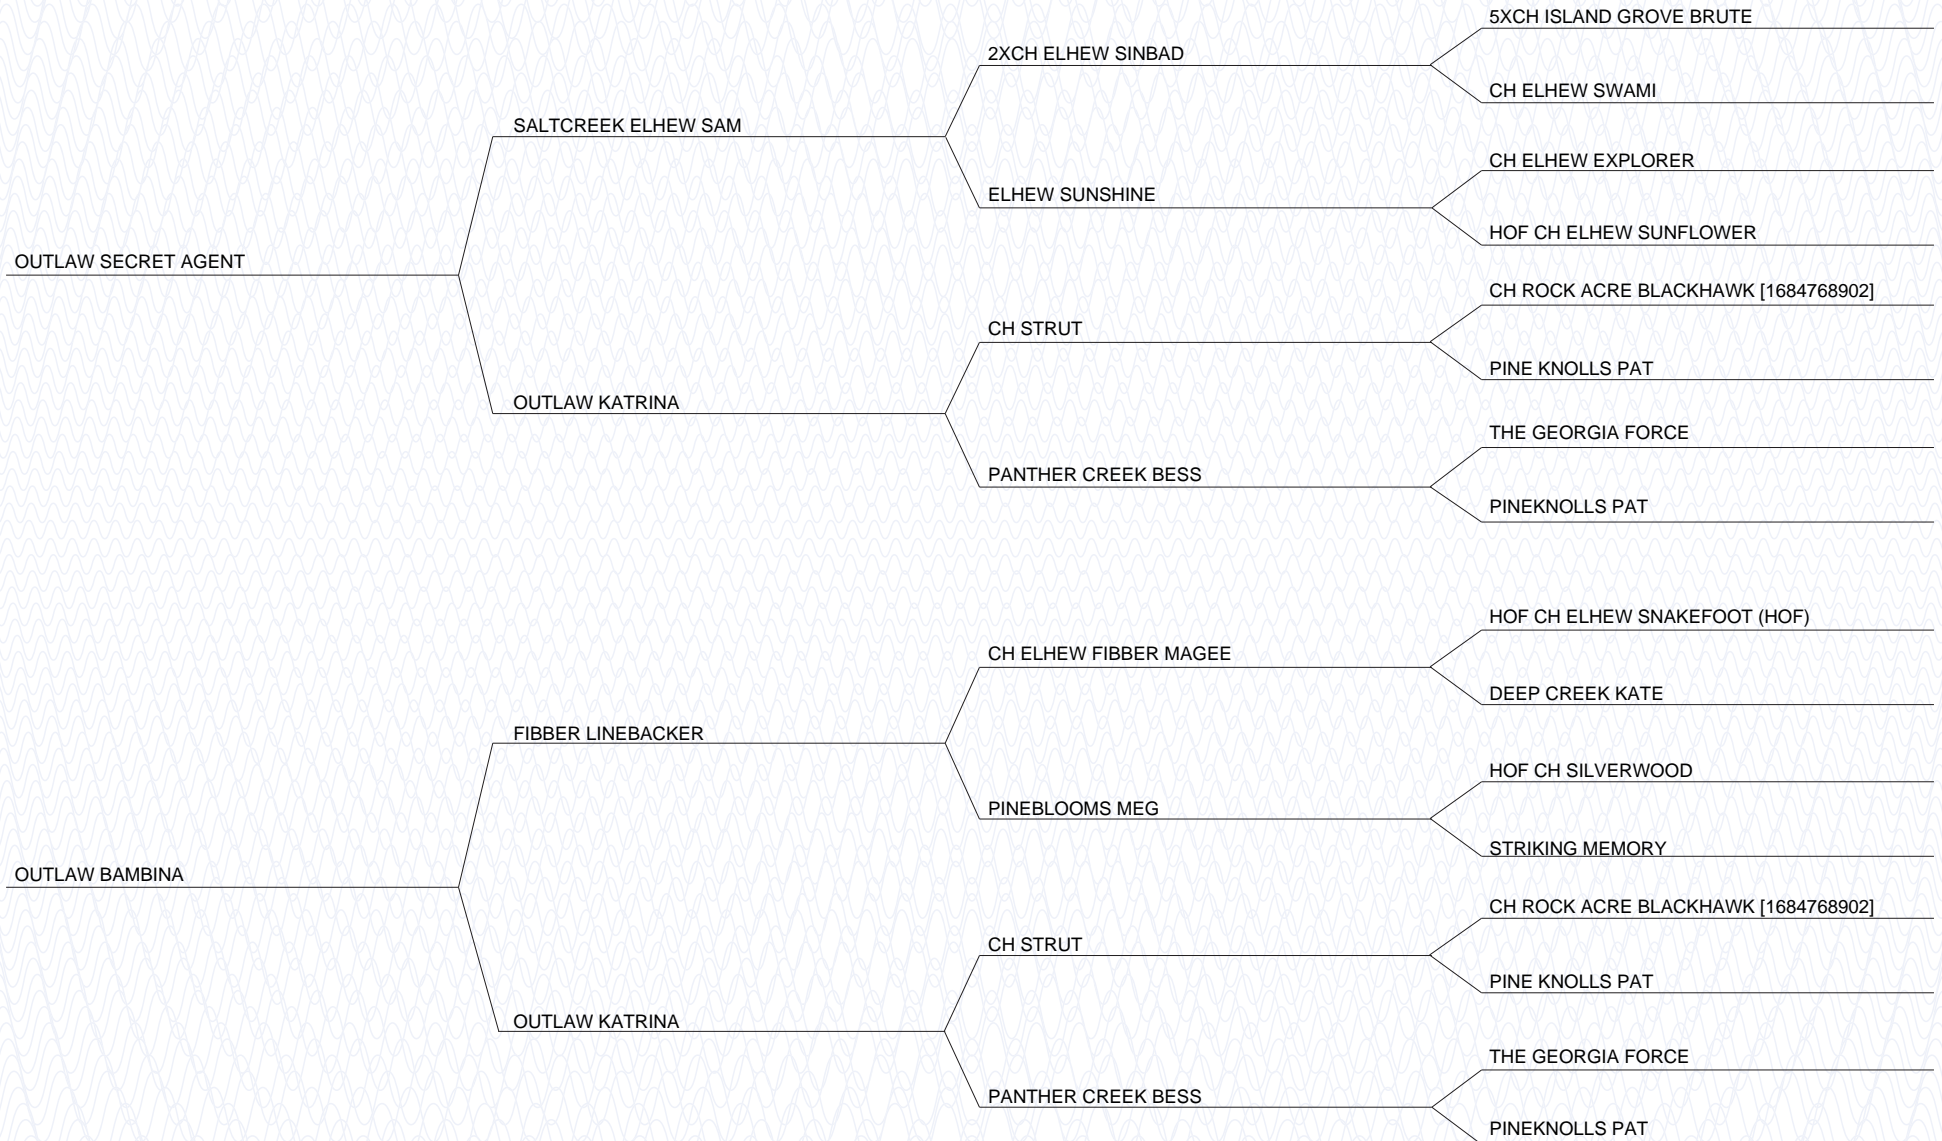 5XCH ISLAND GROVE BRUTE
2XCH ELHEW SINBAD
CH ELHEW SWAMI
SALTCREEK ELHEW SAM
CH ELHEW EXPLORER
ELHEW SUNSHINE
HOF CH ELHEW SUNFLOWER
OUTLAW SECRET AGENT
CH ROCK ACRE BLACKHAWK [1684768902]
CH STRUT
PINE KNOLLS PAT
OUTLAW KATRINA
THE GEORGIA FORCE
PANTHER CREEK BESS
PINEKNOLLS PAT
HOF CH ELHEW SNAKEFOOT (HOF)
CH ELHEW FIBBER MAGEE
DEEP CREEK KATE
FIBBER LINEBACKER
HOF CH SILVERWOOD
PINEBLOOMS MEG
STRIKING MEMORY
OUTLAW BAMBINA
CH ROCK ACRE BLACKHAWK [1684768902]
CH STRUT
PINE KNOLLS PAT
OUTLAW KATRINA
THE GEORGIA FORCE
PANTHER CREEK BESS
PINEKNOLLS PAT